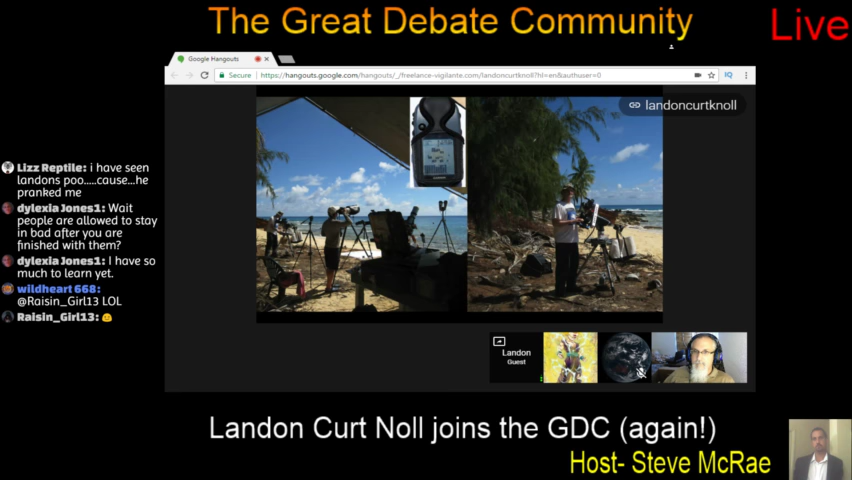 The Great Debate Community
Live
Google Hangouts
Secure
https://hangouts.google.com/hangouts/_/freelance-vigilante.com/landoncurtknoll?hl=en&authuser=0
IQ
landoncurtknoll
Lizz Reptile: i have seen
landons poo.....cause...he
pranked me
dylexia Jones1: Wait
people are allowed to stay
in bad after you are
finished with them?
dylexia Jones1: I have so
much to learn yet.
wildheart 668:
@Raisin_Girl13 LOL
Raisin_Girl13:
Landon
Guest
Landon Curt Noll joins the GDC (again!)
Host- Steve McRae